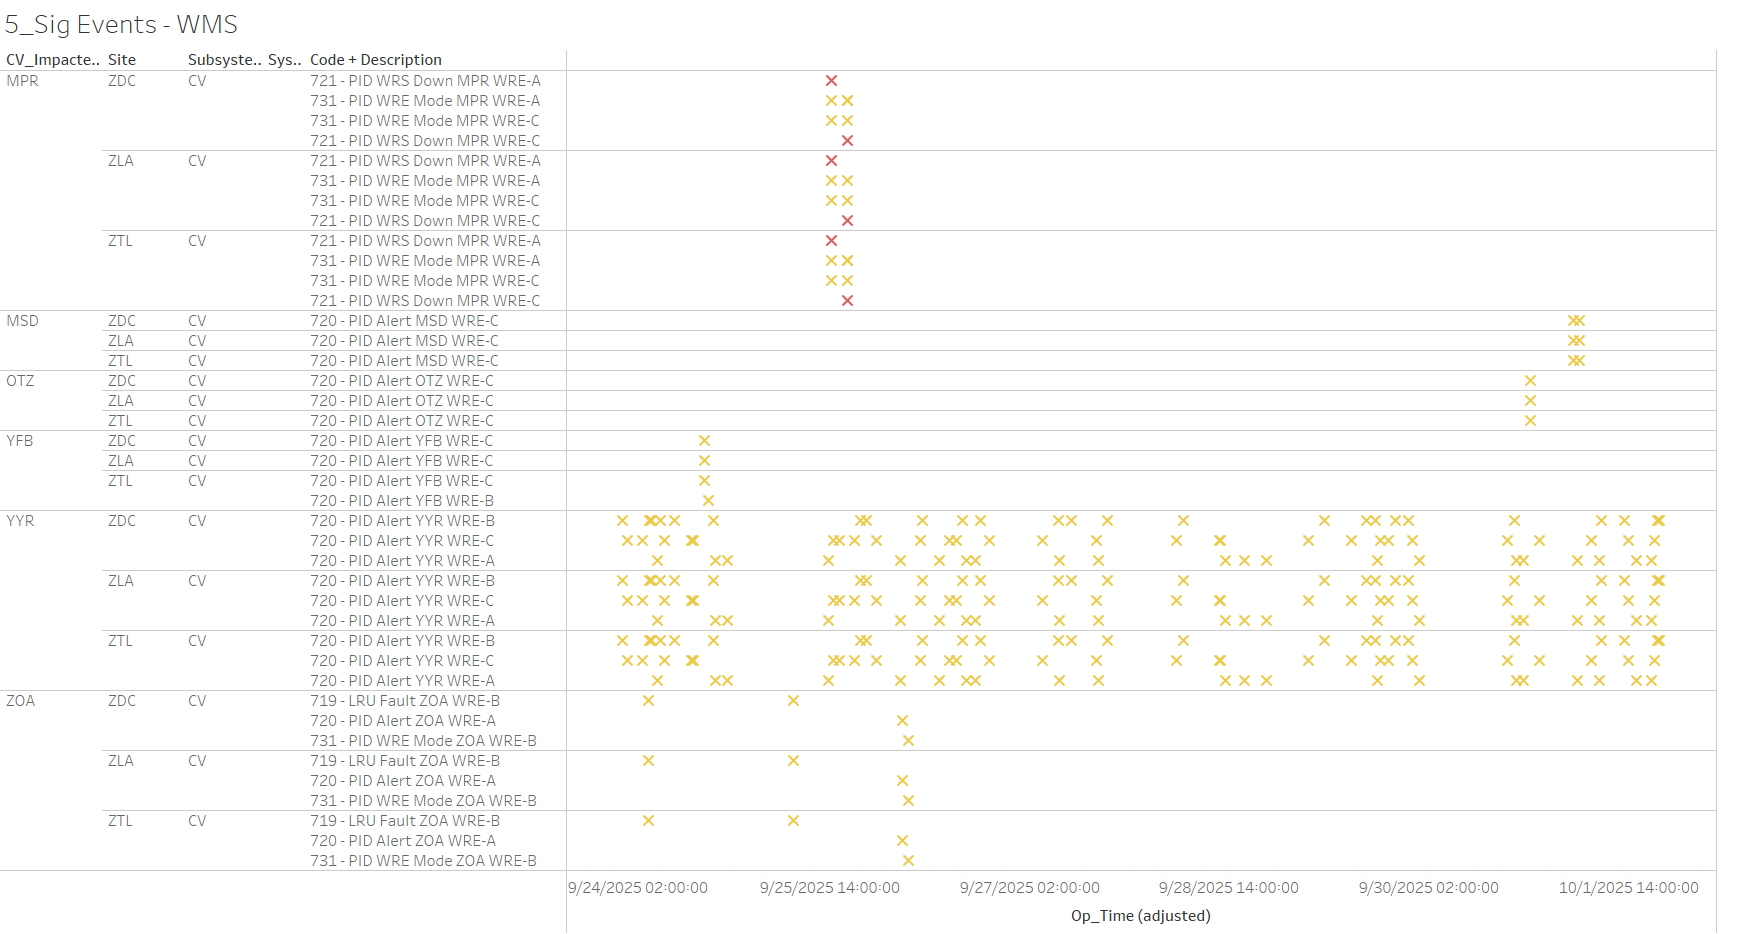 5_Sig Events - WMS
CV_Impacte.. Site Subsyste.. Sys.. Code + Description
MPR ZDC CV 721 - PID WRS Down MPR WRE-A
731 - PID WRE Mode MPR WRE-A
731 - PID WRE Mode MPR WRE-C
721 - PID WRS Down MPR WRE-C
ZLA CV 721 - PID WRS Down MPR WRE-A
731 - PID WRE Mode MPR WRE-A
731 - PID WRE Mode MPR WRE-C
721 - PID WRS Down MPR WRE-C
ZTL CV 721 - PID WRS Down MPR WRE-A
731 - PID WRE Mode MPR WRE-A
731 - PID WRE Mode MPR WRE-C
721 - PID WRS Down MPR WRE-C
MSD ZDC CV 720 - PID Alert MSD WRE-C
ZLA CV 720 - PID Alert MSD WRE-C
ZTL CV 720 - PID Alert MSD WRE-C
OTZ ZDC CV 720 - PID Alert OTZ WRE-C
ZLA CV 720 - PID Alert OTZ WRE-C
ZTL CV 720 - PID Alert OTZ WRE-C
YFB ZDC CV 720 - PID Alert YFB WRE-C
ZLA CV 720 - PID Alert YFB WRE-C
ZTL CV 720 - PID Alert YFB WRE-C
720 - PID Alert YFB WRE-B
YYR ZDC CV 720 - PID Alert YYR WRE-B
720 - PID Alert YYR WRE-C
720 - PID Alert YYR WRE-A
ZLA CV 720 - PID Alert YYR WRE-B
720 - PID Alert YYR WRE-C
720 - PID Alert YYR WRE-A
ZTL CV 720 - PID Alert YYR WRE-B
720 - PID Alert YYR WRE-C
720 - PID Alert YYR WRE-A
ZOA ZDC CV 719 - LRU Fault ZOA WRE-B
720 - PID Alert ZOA WRE-A
731 - PID WRE Mode ZOA WRE-B
ZLA CV 719 - LRU Fault ZOA WRE-B
720 - PID Alert ZOA WRE-A
731 - PID WRE Mode ZOA WRE-B
ZTL CV 719 - LRU Fault ZOA WRE-B
720 - PID Alert ZOA WRE-A
731 - PID WRE Mode ZOA WRE-B
9/24/2025 02:00:00 9/25/2025 14:00:00 9/27/2025 02:00:00 9/28/2025 14:00:00 9/30/2025 02:00:00 10/1/2025 14:00:00
Op_Time (adjusted)